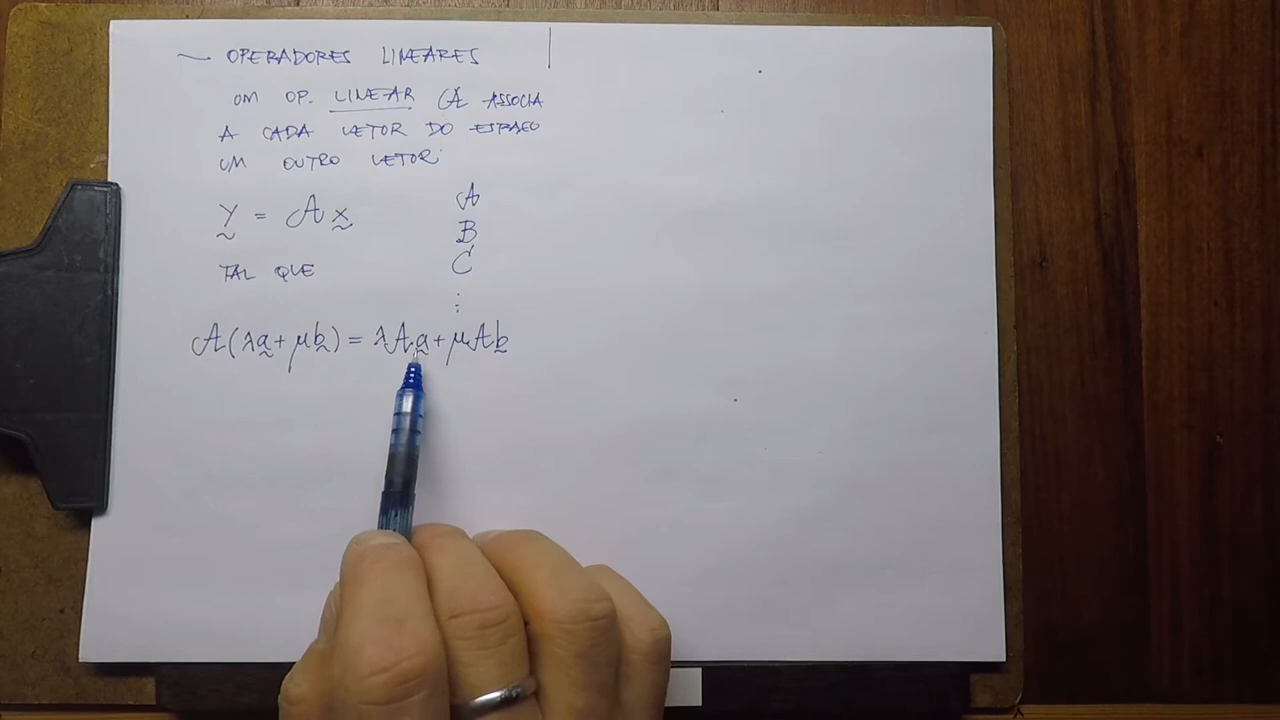 ~ OPERADORES LINEARES
UM OP. LINEAR 𝒜 ASSOCIA
A CADA VETOR DO ESPAÇO
UM OUTRO VETOR:
y = 𝒜 x
TAL QUE
A
B
C
⋮
𝒜(λa + μb) = λAa + μAb